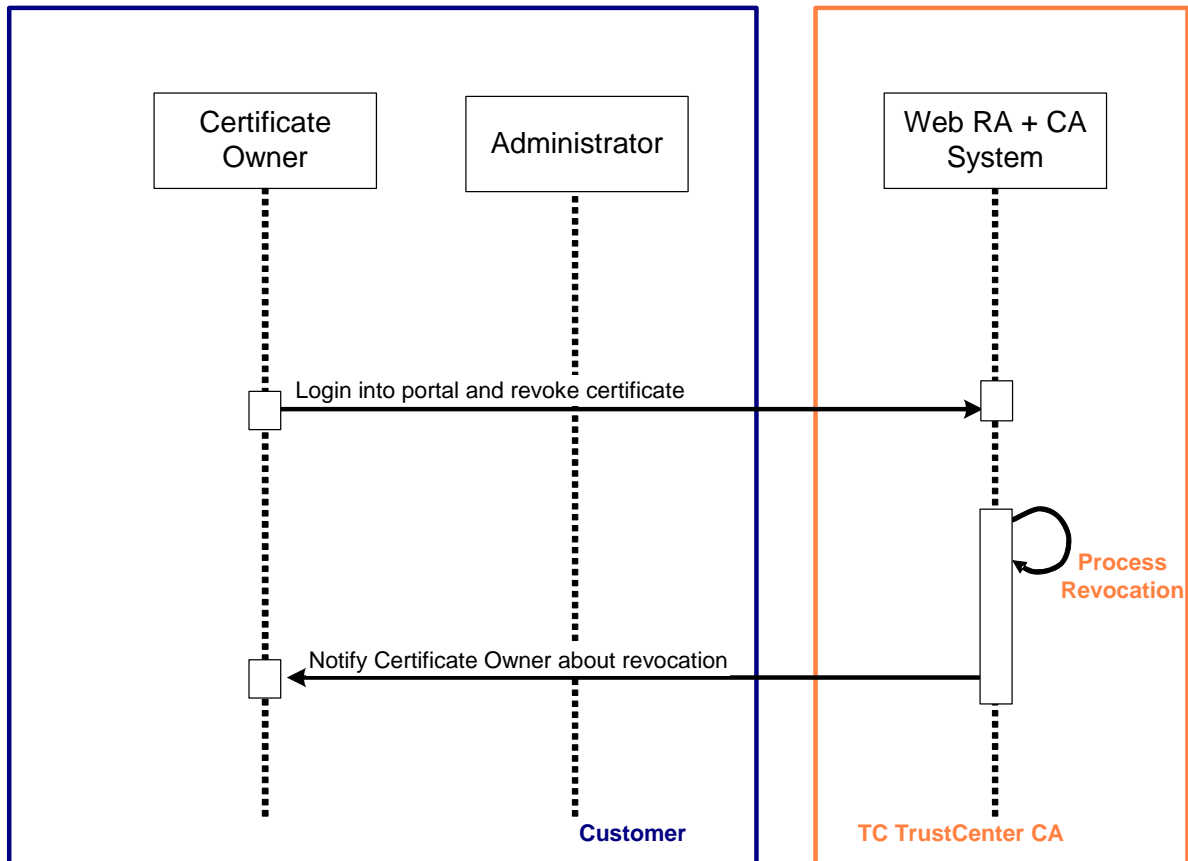 Certificate
Owner
Administrator
Web RA + CA
System
Login into portal and revoke certificate
Process
Revocation
Notify Certificate Owner about revocation
Customer
TC TrustCenter CA